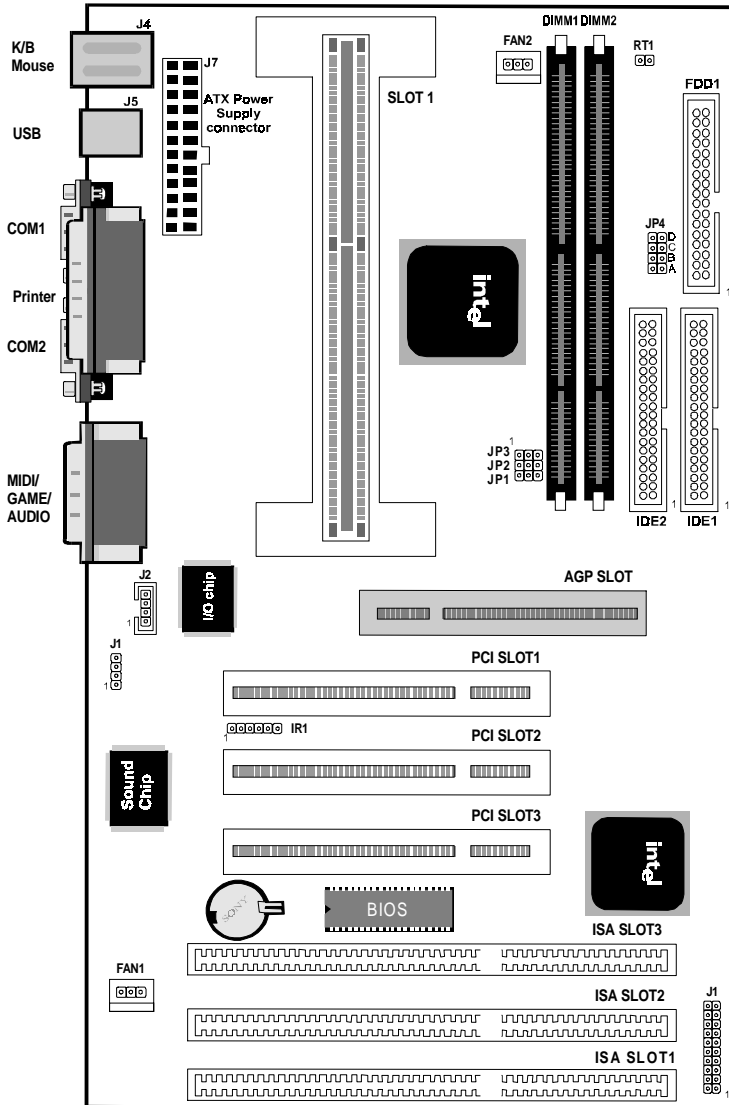 J4
K/B
Mouse
J5
USB
J7
ATX Power
Supply
connector
SLOT 1
DIMM1 DIMM2
FAN2
RT1
FDD1
COM1
Printer
COM2
JP4
D
C
B
A
1
intel
MIDI/
GAME/
AUDIO
1
JP3
JP2
JP1
1
1
IDE2
IDE1
J2
1
I/O chip
AGP SLOT
J1
1
PCI SLOT1
1
IR1
PCI SLOT2
Sound
Chip
PCI SLOT3
intel
SONY
BIOS
ISA SLOT3
FAN1
ISA SLOT2
J1
ISA SLOT1
1